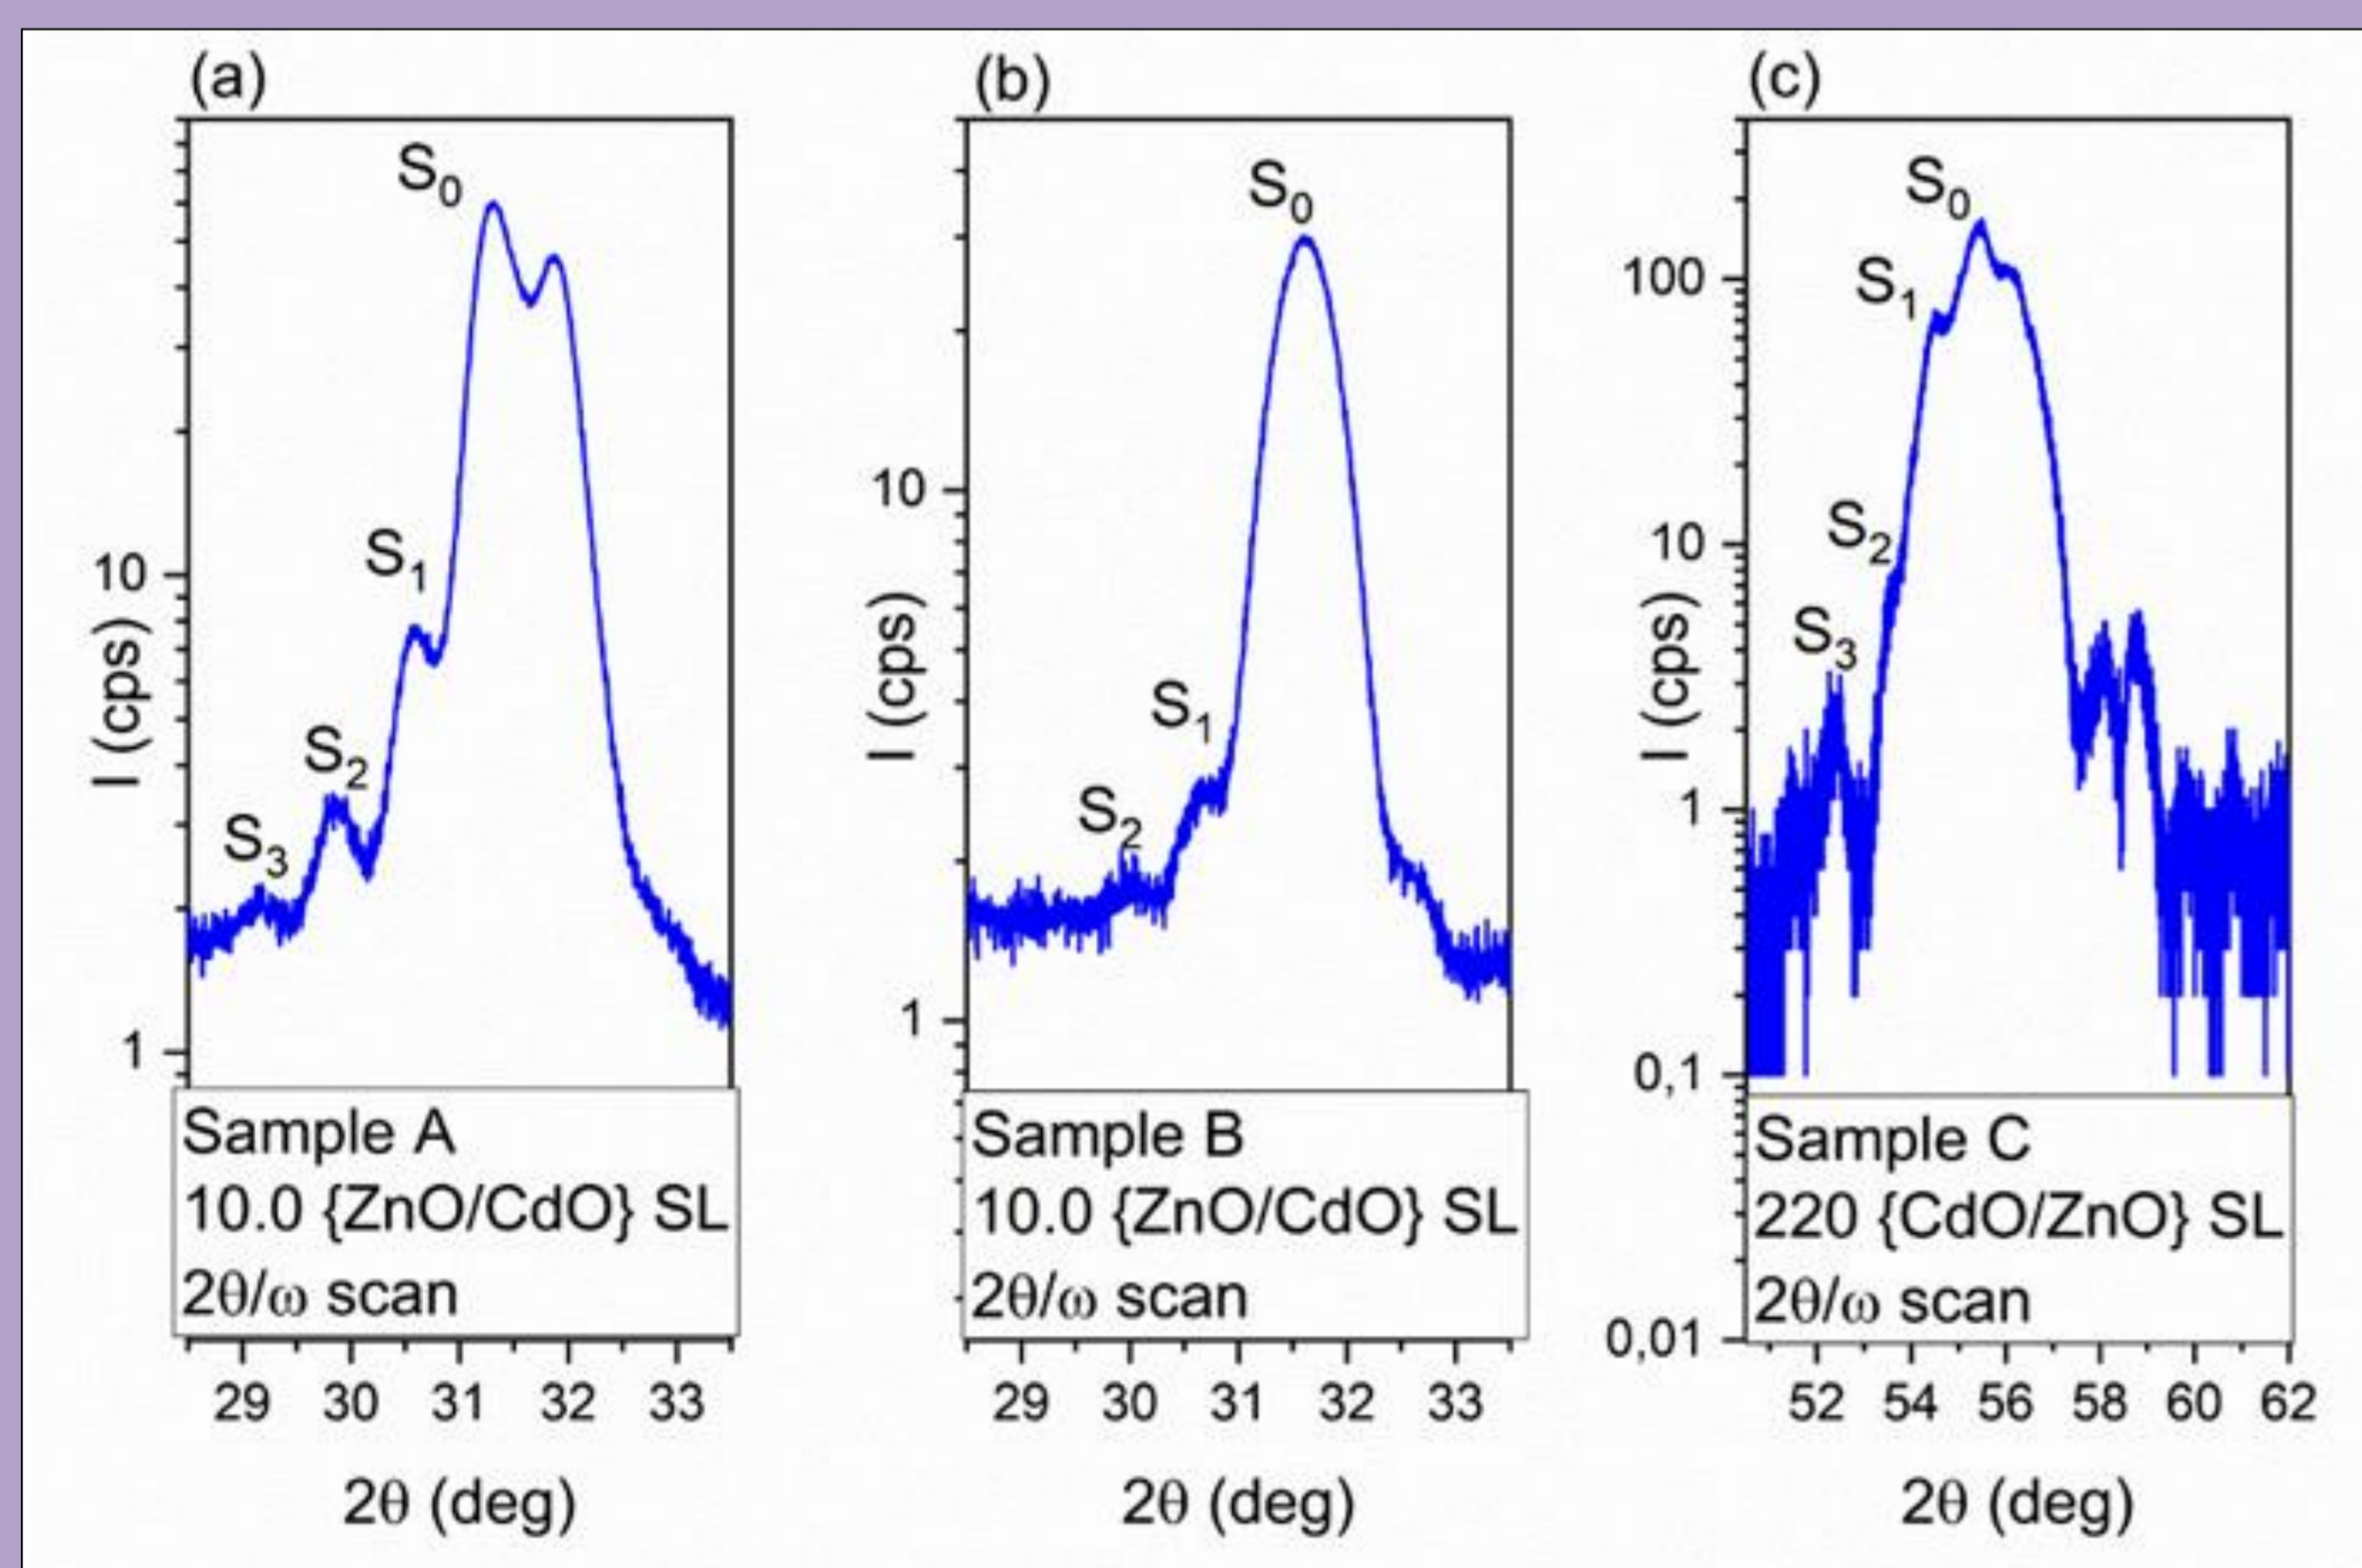 (a)
S₀
S₁
S₂
S₃
10
1
I (cps)
Sample A
10.0 {ZnO/CdO} SL
2θ/ω scan
29 30 31 32 33
2θ (deg)
(b)
S₀
S₁
S₂
10
1
I (cps)
Sample B
10.0 {ZnO/CdO} SL
2θ/ω scan
29 30 31 32 33
2θ (deg)
(c)
S₀
S₁
S₂
S₃
100
10
1
0,1
0,01
I (cps)
Sample C
220 {CdO/ZnO} SL
2θ/ω scan
52 54 56 58 60 62
2θ (deg)